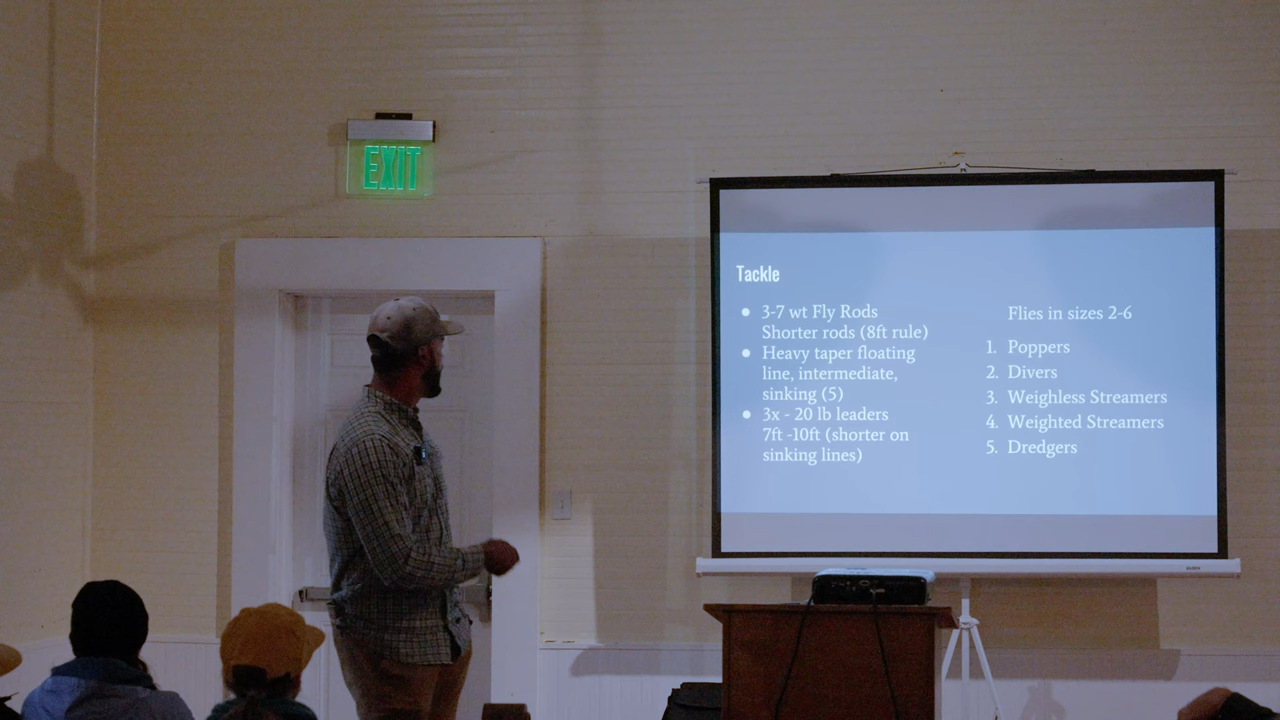 EXIT
Tackle
3-7 wt Fly Rods
Shorter rods (8ft rule)
Heavy taper floating
line, intermediate,
sinking (5)
3x - 20 lb leaders
7ft -10ft (shorter on
sinking lines)
Flies in sizes 2-6
1. Poppers
2. Divers
3. Weighless Streamers
4. Weighted Streamers
5. Dredgers